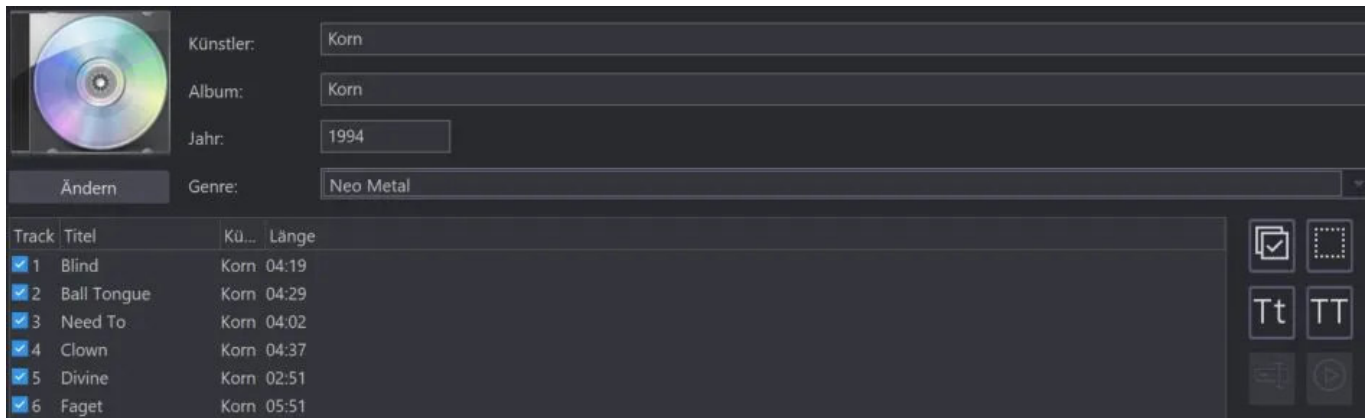 Künstler: Korn
Album: Korn
Jahr: 1994
Ändern Genre: Neo Metal
Track Titel Kü... Länge
1 Blind Korn 04:19
2 Ball Tongue Korn 04:29
3 Need To Korn 04:02
4 Clown Korn 04:37
5 Divine Korn 02:51
6 Faget Korn 05:51
Tt TT